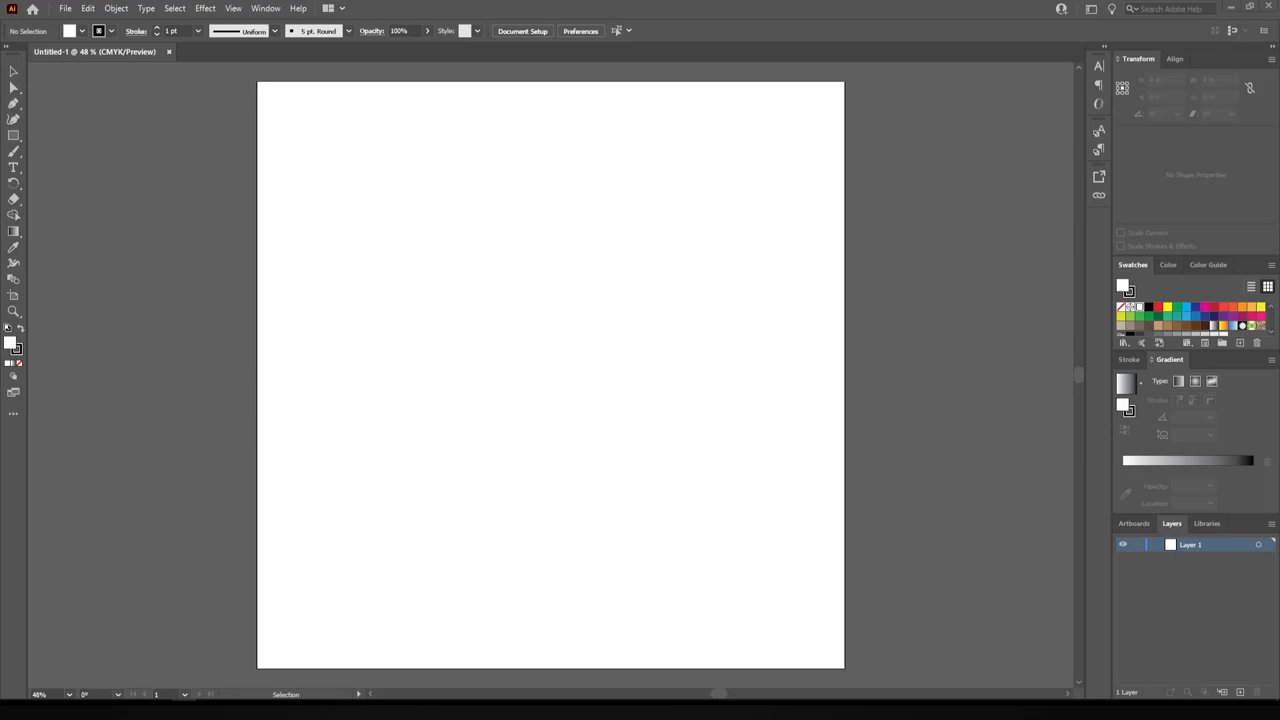 Ai File Edit Object Type Select Effect View Window Help Search Adobe Help
No Selection Stroke: 1 pt Uniform 5 pt. Round Opacity: 100% Style: Document Setup Preferences
Untitled-1 @ 48 % (CMYK/Preview) ×
Transform Align
No Shape Properties
Scale Corners
Scale Strokes & Effects
Swatches Color Color Guide
Stroke Gradient
Type:
Stroke:
Opacity:
Location:
Artboards Layers Libraries
Layer 1
48% 0° 1 Selection 1 Layer